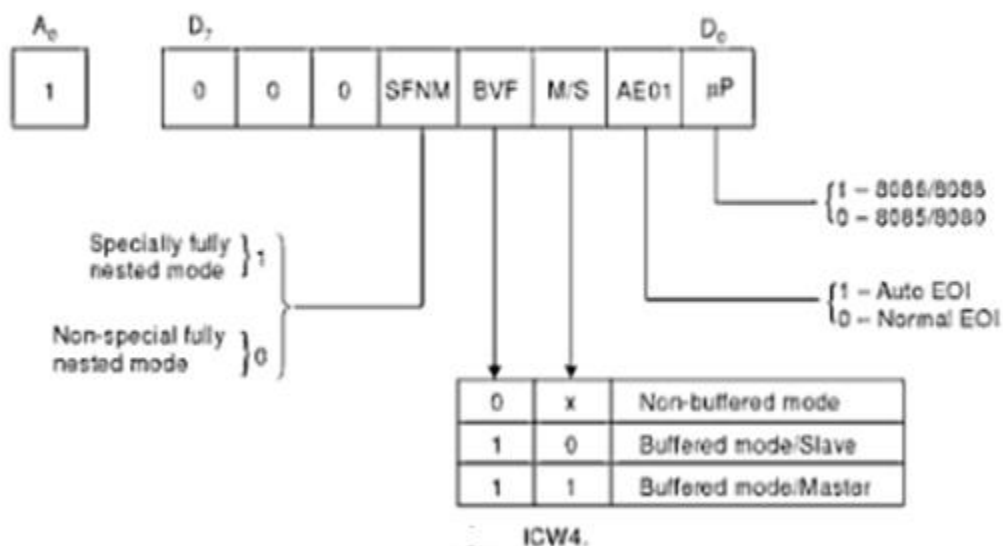 A₀ D₇ D₀
1 0 0 0 SFNM BVF M/S AE01 µP
1 – 8086/8088
0 – 8085/8080
Specially fully
nested mode } 1
1 – Auto EOI
0 – Normal EOI
Non-special fully
nested mode } 0
0 x Non-buffered mode
1 0 Buffered mode/Slave
1 1 Buffered mode/Master
ICW4.